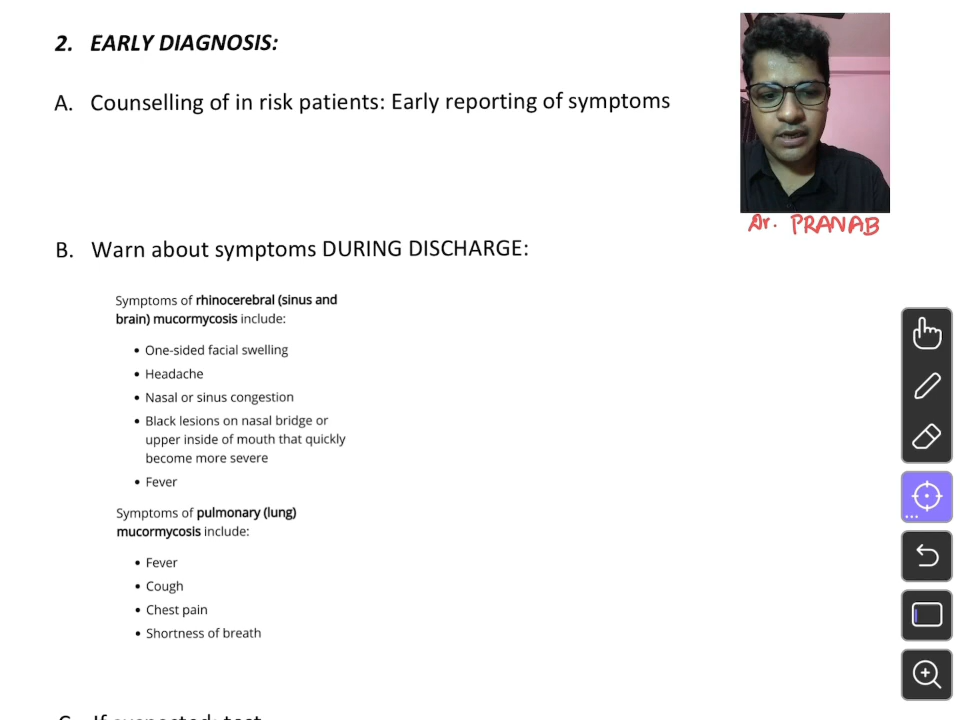 2. EARLY DIAGNOSIS:
A. Counselling of in risk patients: Early reporting of symptoms
Dr. PRANAB
B. Warn about symptoms DURING DISCHARGE:
Symptoms of rhinocerebral (sinus and
brain) mucormycosis include:
• One-sided facial swelling
• Headache
• Nasal or sinus congestion
• Black lesions on nasal bridge or
upper inside of mouth that quickly
become more severe
• Fever
Symptoms of pulmonary (lung)
mucormycosis include:
• Fever
• Cough
• Chest pain
• Shortness of breath